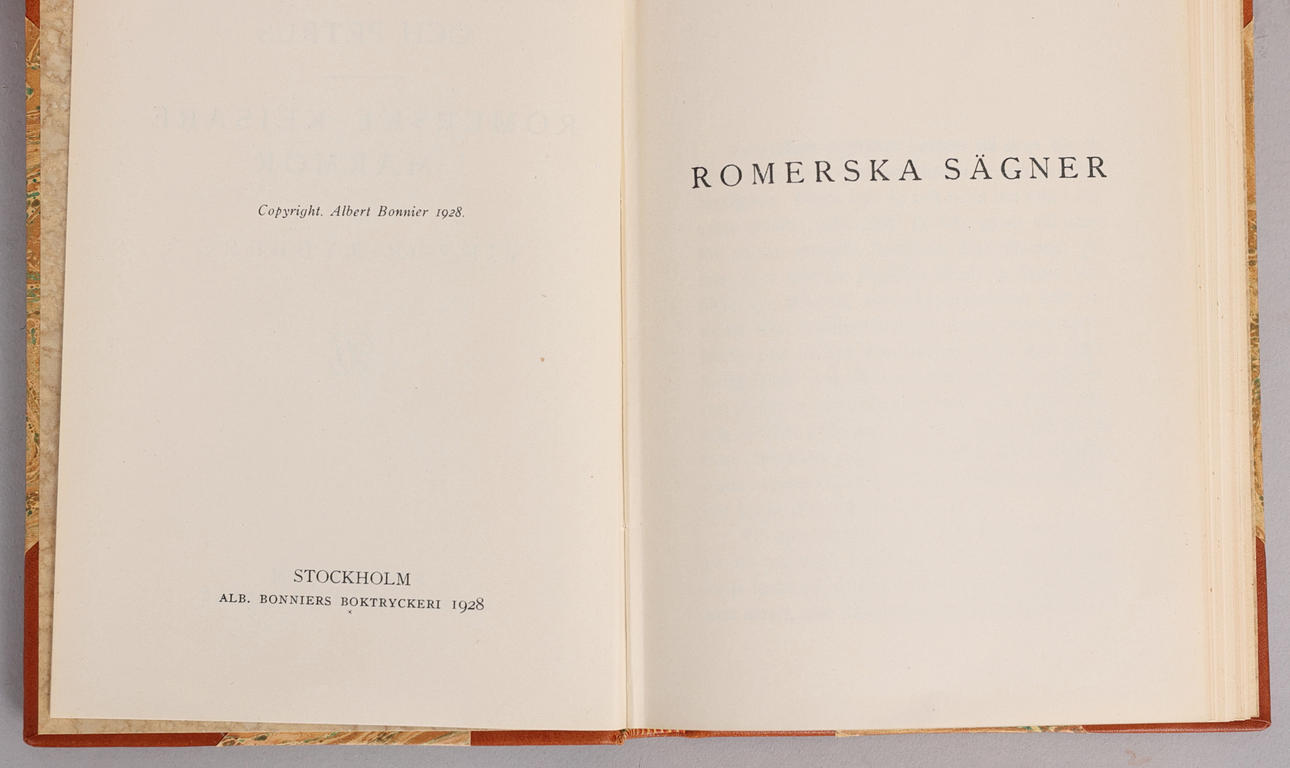 Copyright. Albert Bonnier 1928.
STOCKHOLM
ALB. BONNIERS BOKTRYCKERI 1928
ROMERSKA SÄGNER